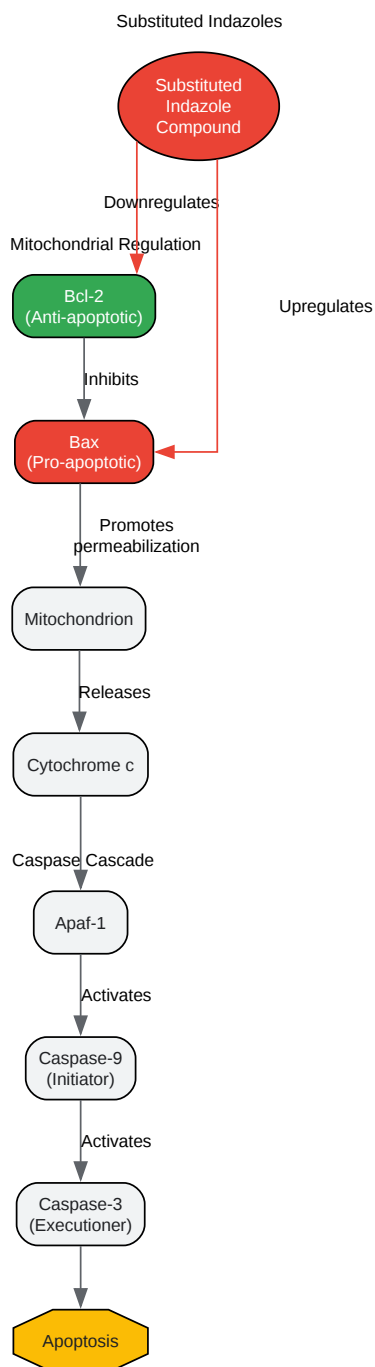 Substituted Indazoles
Substituted
Indazole
Compound
Downregulates
Mitochondrial Regulation
Bcl-2
(Anti-apoptotic)
Upregulates
Inhibits
Bax
(Pro-apoptotic)
Promotes
permeabilization
Mitochondrion
Releases
Cytochrome c
Caspase Cascade
Apaf-1
Activates
Caspase-9
(Initiator)
Activates
Caspase-3
(Executioner)
Apoptosis